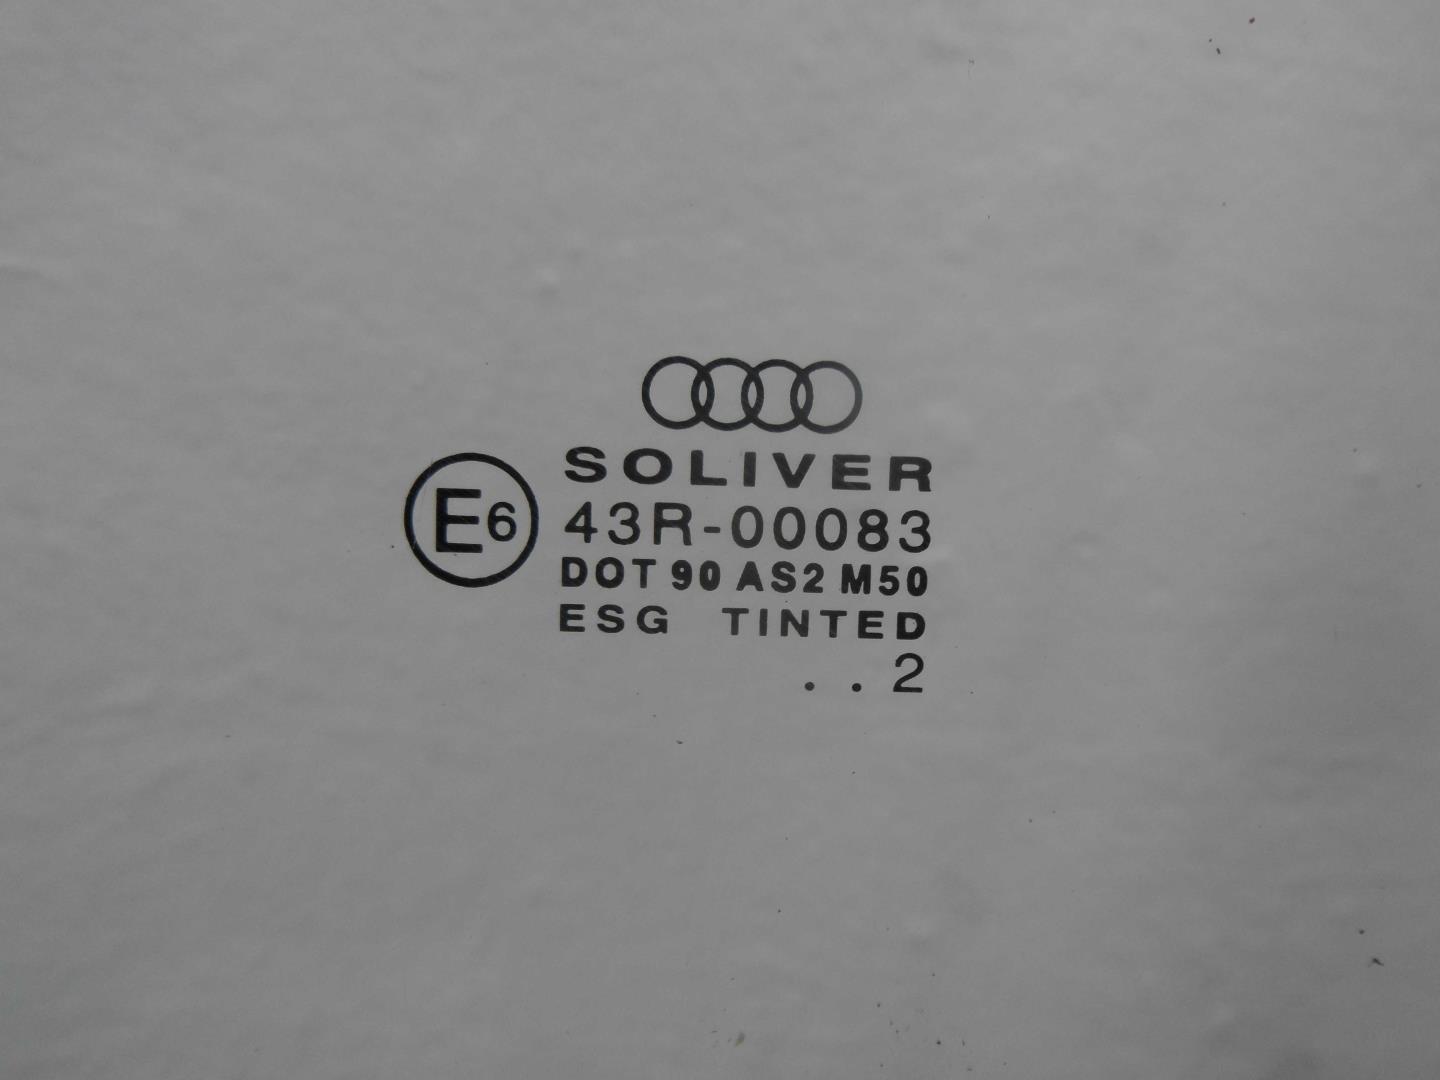 SOLIVER
E6 43R-00083
DOT 90 AS2 M50
ESG TINTED
. . 2